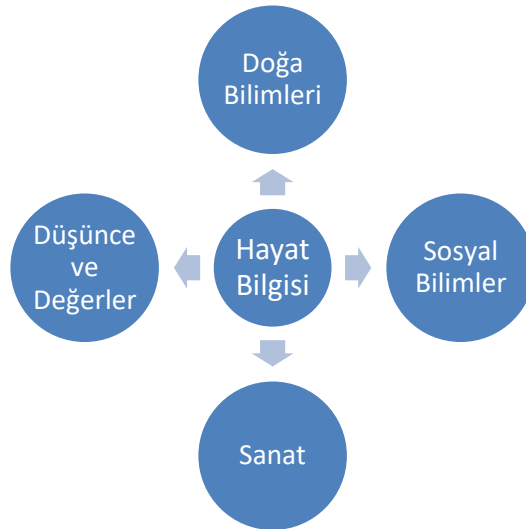 Doğa
Bilimleri
Düşünce
ve
Değerler
Hayat
Bilgisi
Sosyal
Bilimler
Sanat